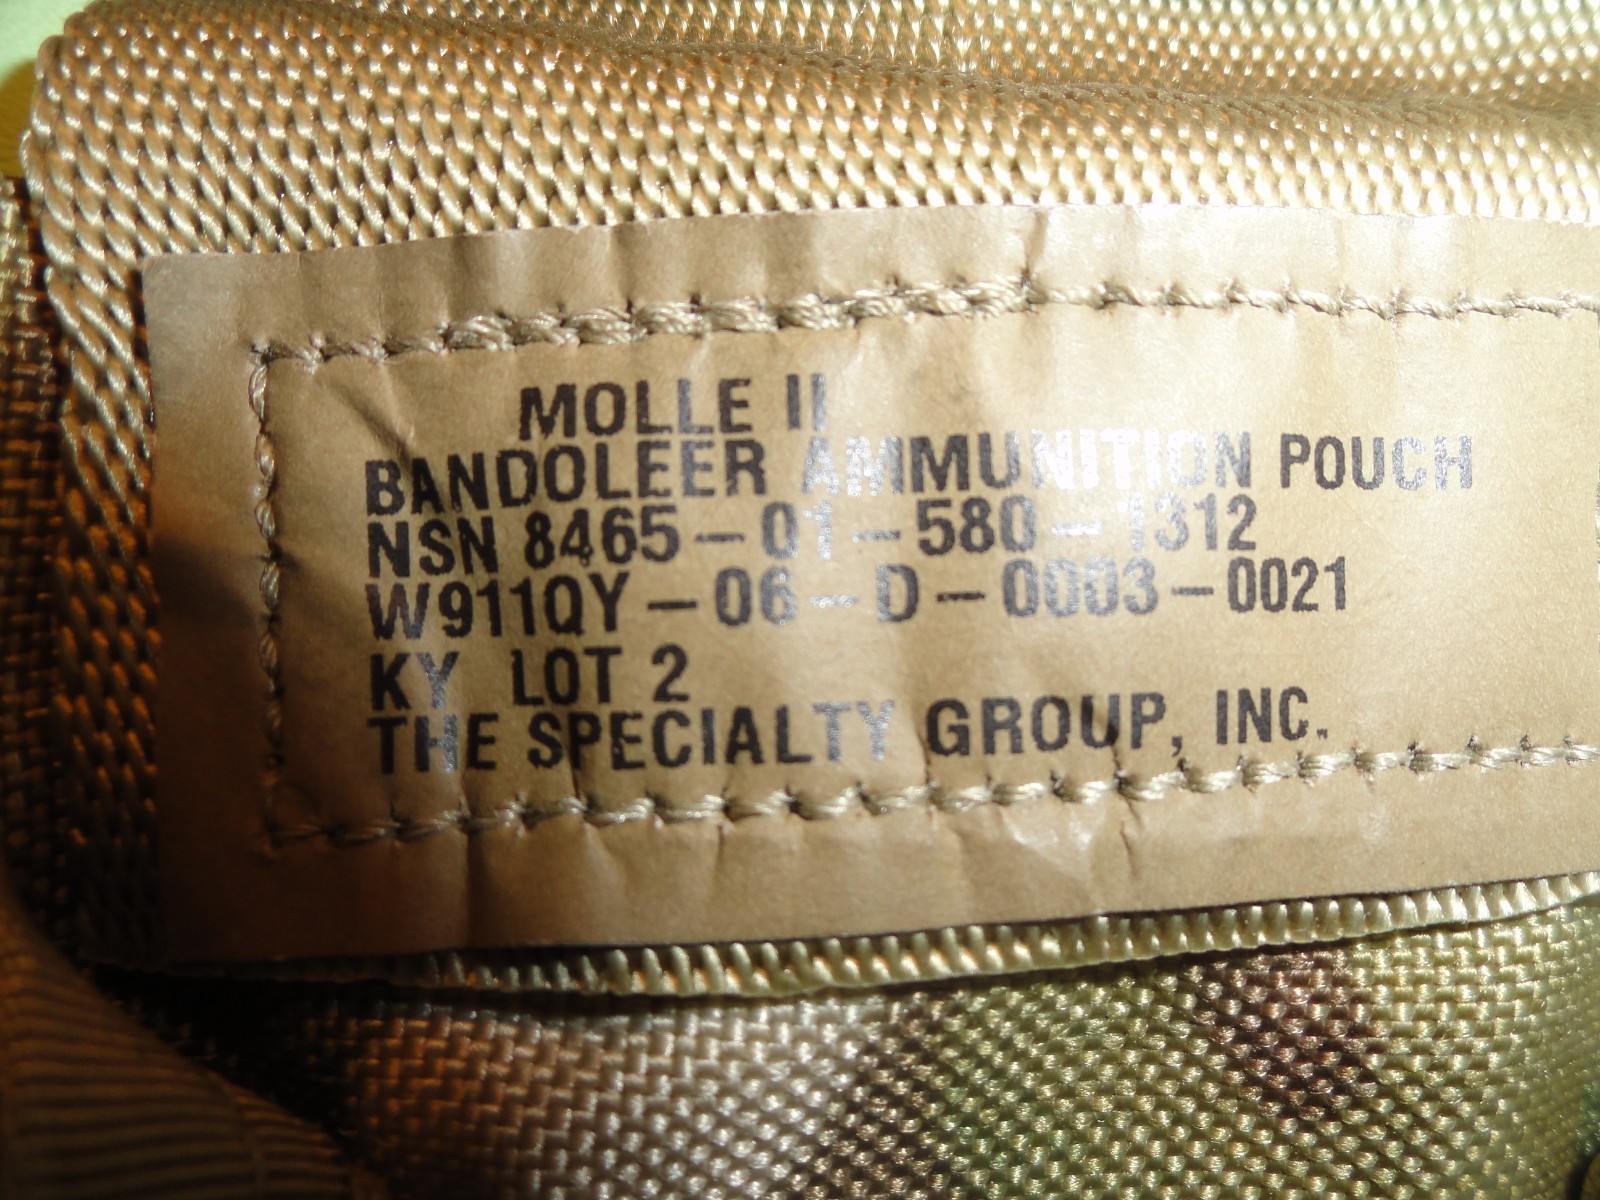 MOLLE II
BANDOLEER AMMUNITION POUCH
NSN 8465-01-580-1312
W911QY-06-D-0003-0021
KY LOT 2
THE SPECIALTY GROUP, INC.